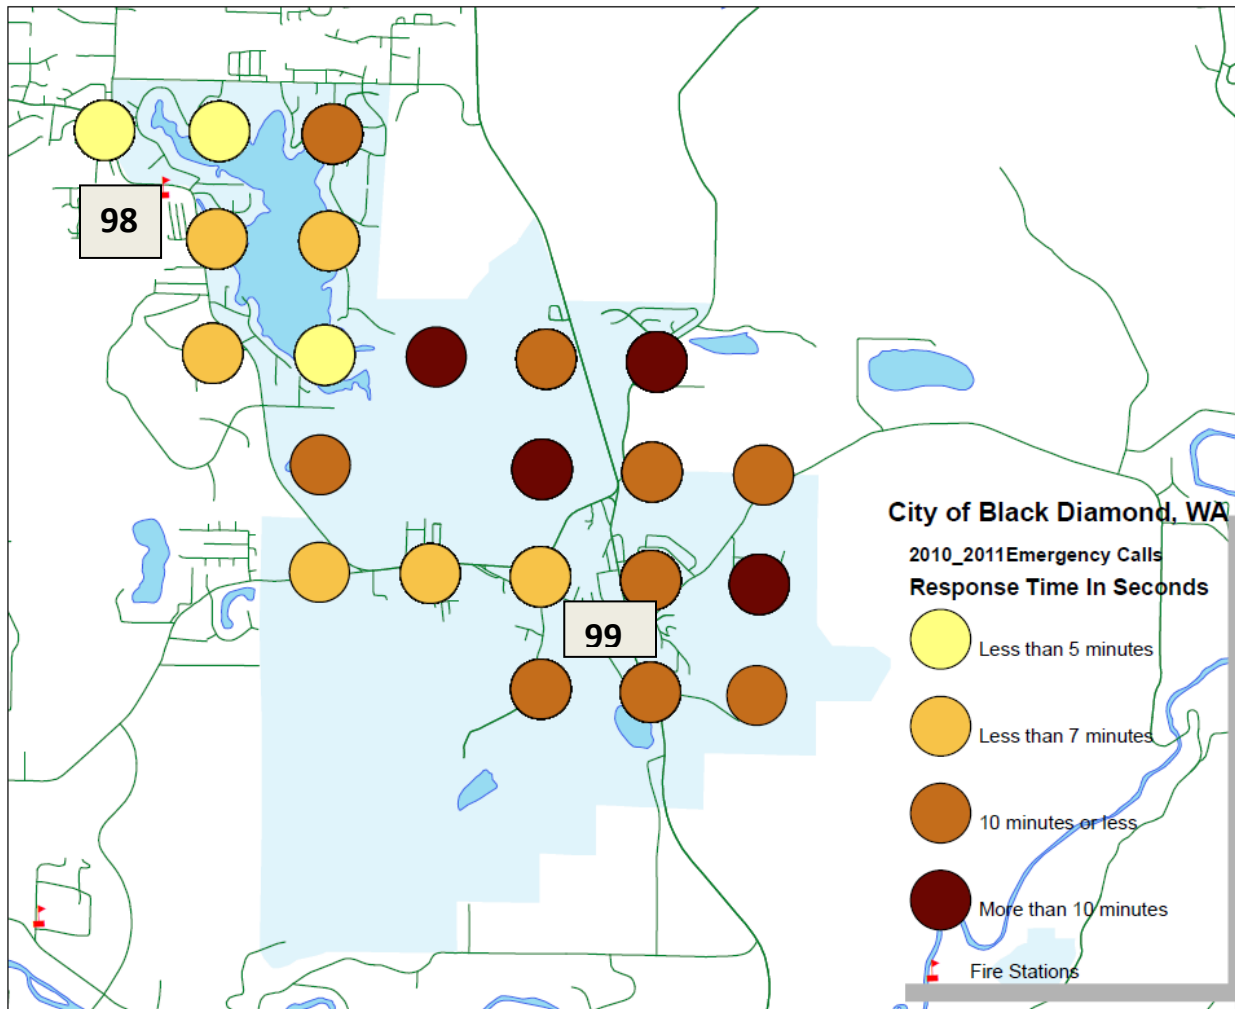 98
99
City of Black Diamond, WA
2010_2011Emergency Calls
Response Time In Seconds
Less than 5 minutes
Less than 7 minutes
10 minutes or less
More than 10 minutes
Fire Stations